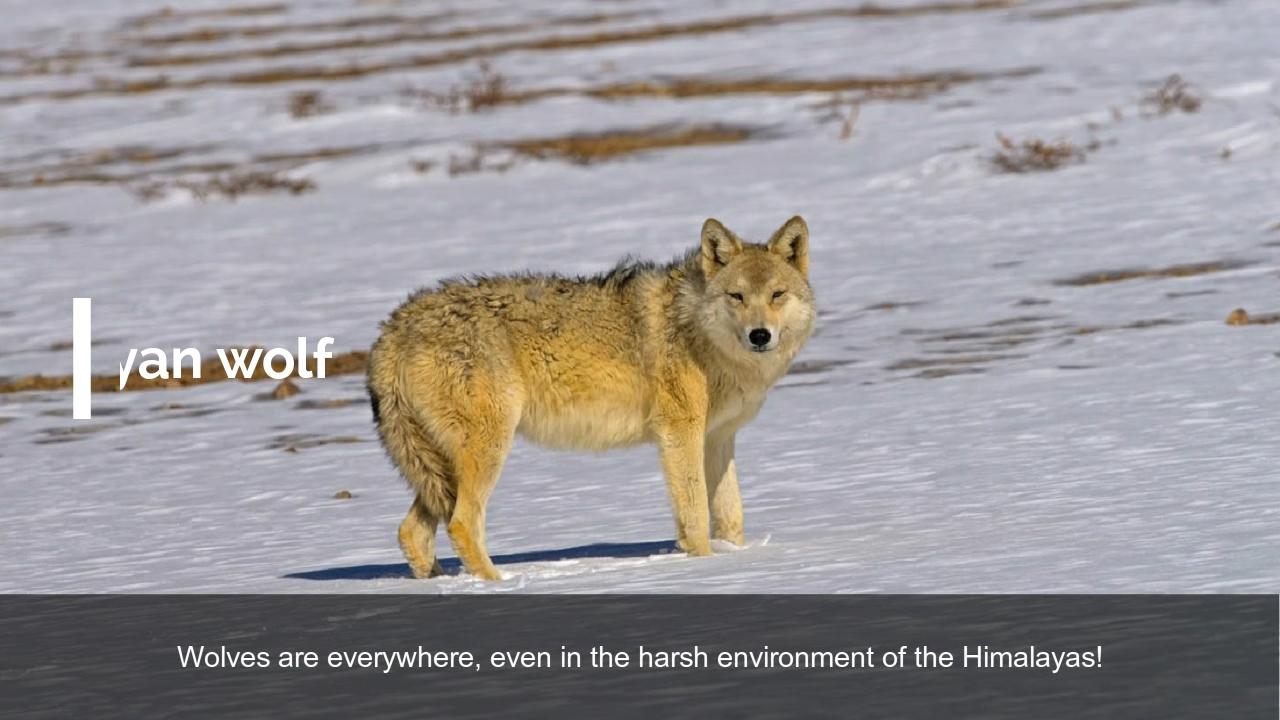 yan wolf
Wolves are everywhere, even in the harsh environment of the Himalayas!